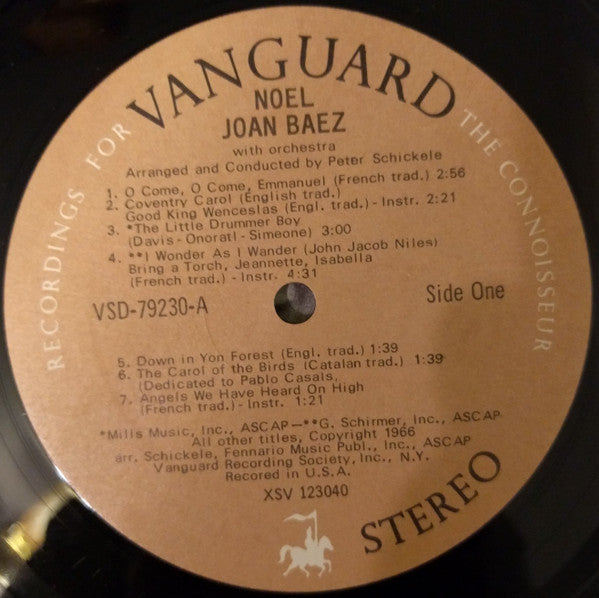 RECORDINGS FOR
VANGUARD
THE CONNOISSEUR
NOEL
JOAN BAEZ
with orchestra
Arranged and Conducted by Peter Schickele
1. O Come, O Come, Emmanuel (French trad.) 2:56
2. Coventry Carol (English trad.)
Good King Wenceslas (Engl. trad.) - Instr. 2:21
3. *The Little Drummer Boy
(Davis - Onorati - Simeone) 3:00
4. **I Wonder As I Wander (John Jacob Niles)
Bring a Torch, Jeannette, Isabella
(French trad.) - Instr. 4:31
VSD-79230-A
Side One
5. Down in Yon Forest (Engl. trad.) 1:39
6. The Carol of the Birds (Catalan trad.) 1:39
(Dedicated to Pablo Casals,
7. Angels We Have Heard On High
(French trad.) - Instr. 1:21
*Mills Music, Inc., ASCAP—**G. Schirmer, Inc., ASCAP
All other titles, Copyright 1966
arr. Schickele, Fennario Music Publ., Inc., ASCAP
Vanguard Recording Society, Inc., N.Y.
Recored in U.S.A.
XSV 123040
STEREO